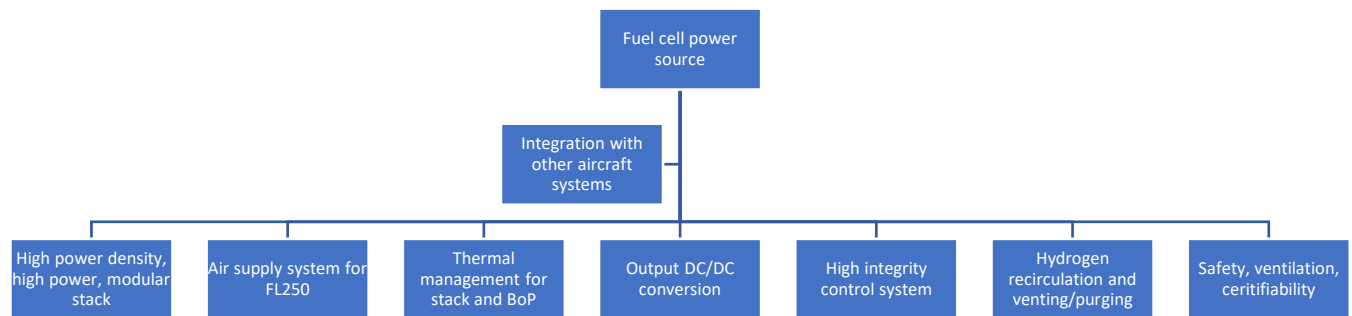 Fuel cell power
source
Integration with
other aircraft
systems
High power density,
high power, modular
stack
Air supply system for
FL250
Thermal
management for
stack and BoP
Output DC/DC
conversion
High integrity
control system
Hydrogen
recirculation and
venting/purging
Safety, ventilation,
ceritifiability